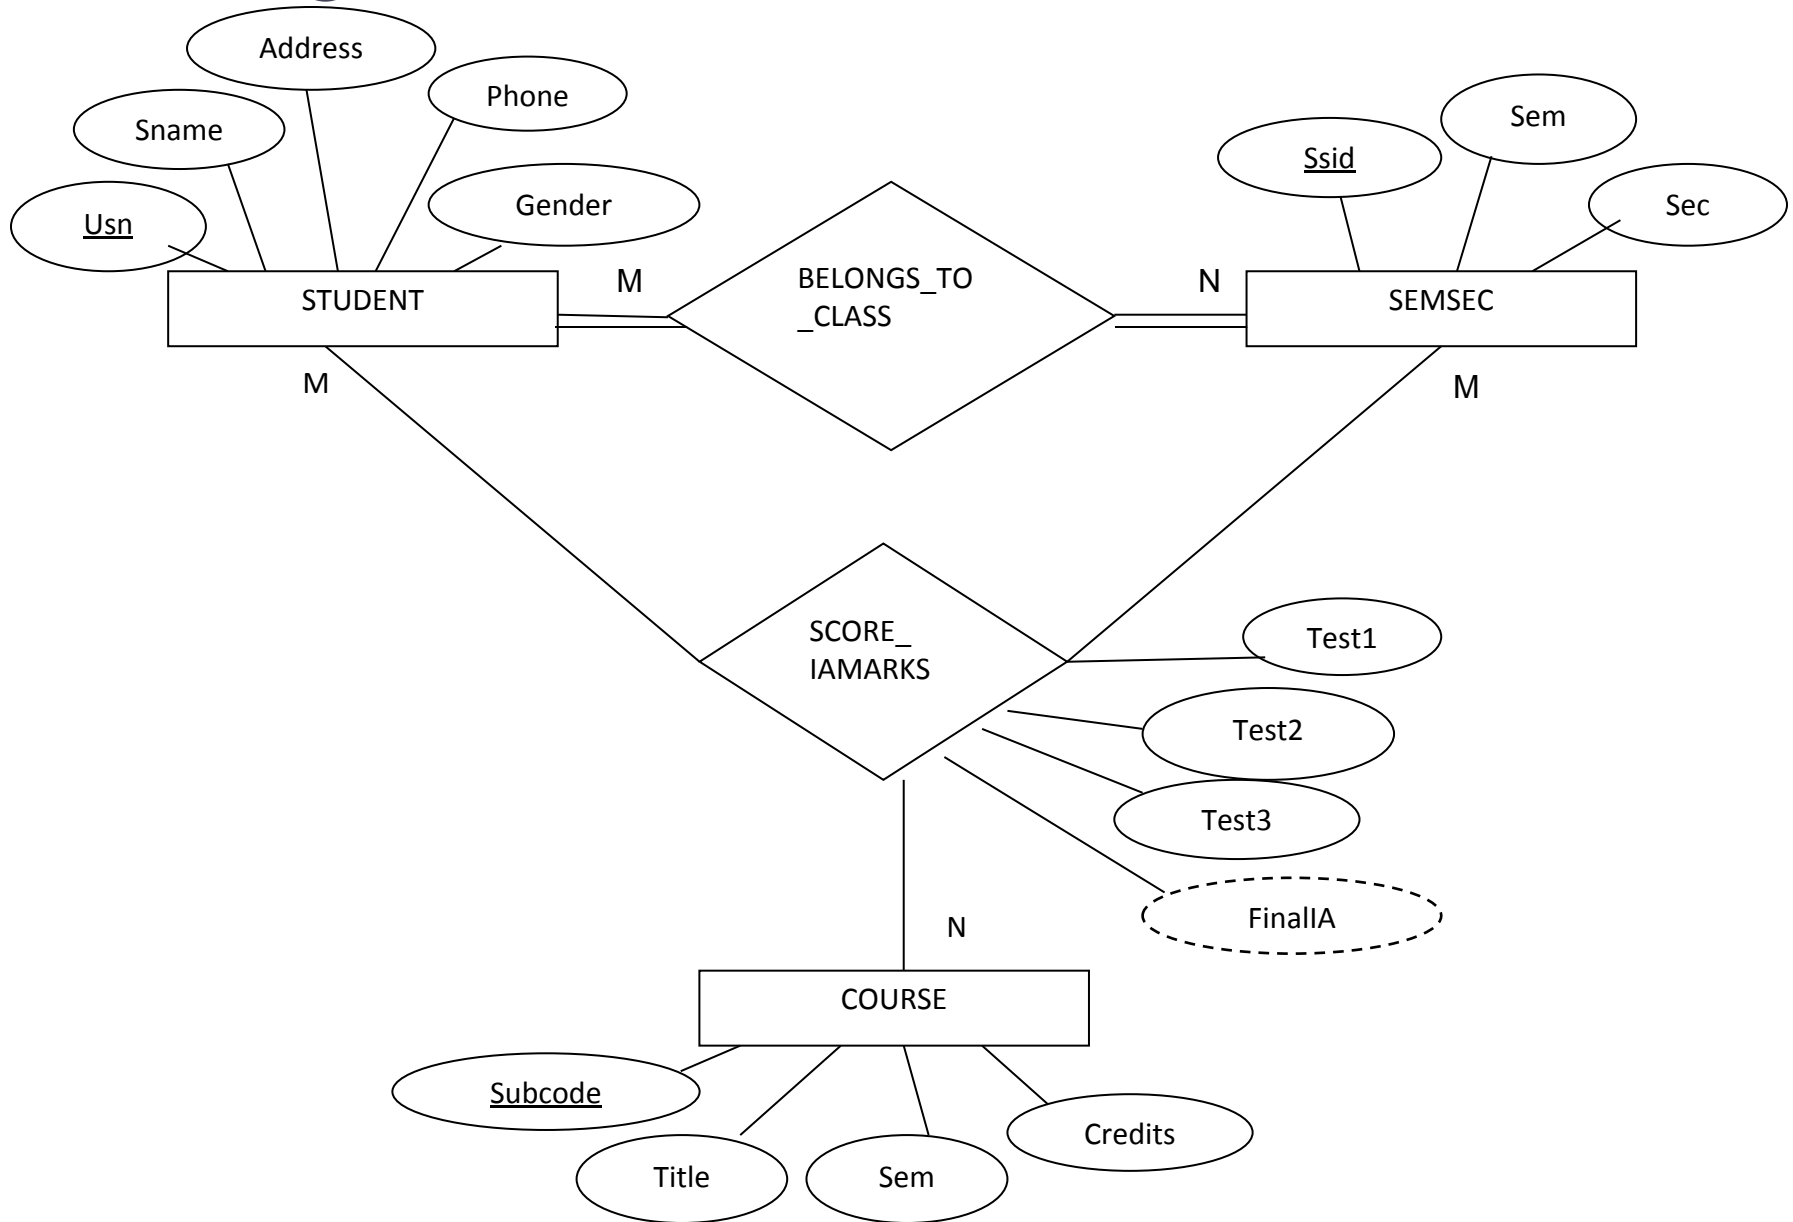 Address
Phone
Sname
Gender
Usn
Sem
Ssid
Sec
STUDENT
M
BELONGS_TO
_CLASS
N
SEMSEC
M
M
SCORE_
IAMARKS
Test1
Test2
Test3
FinalIA
N
COURSE
Subcode
Credits
Title
Sem